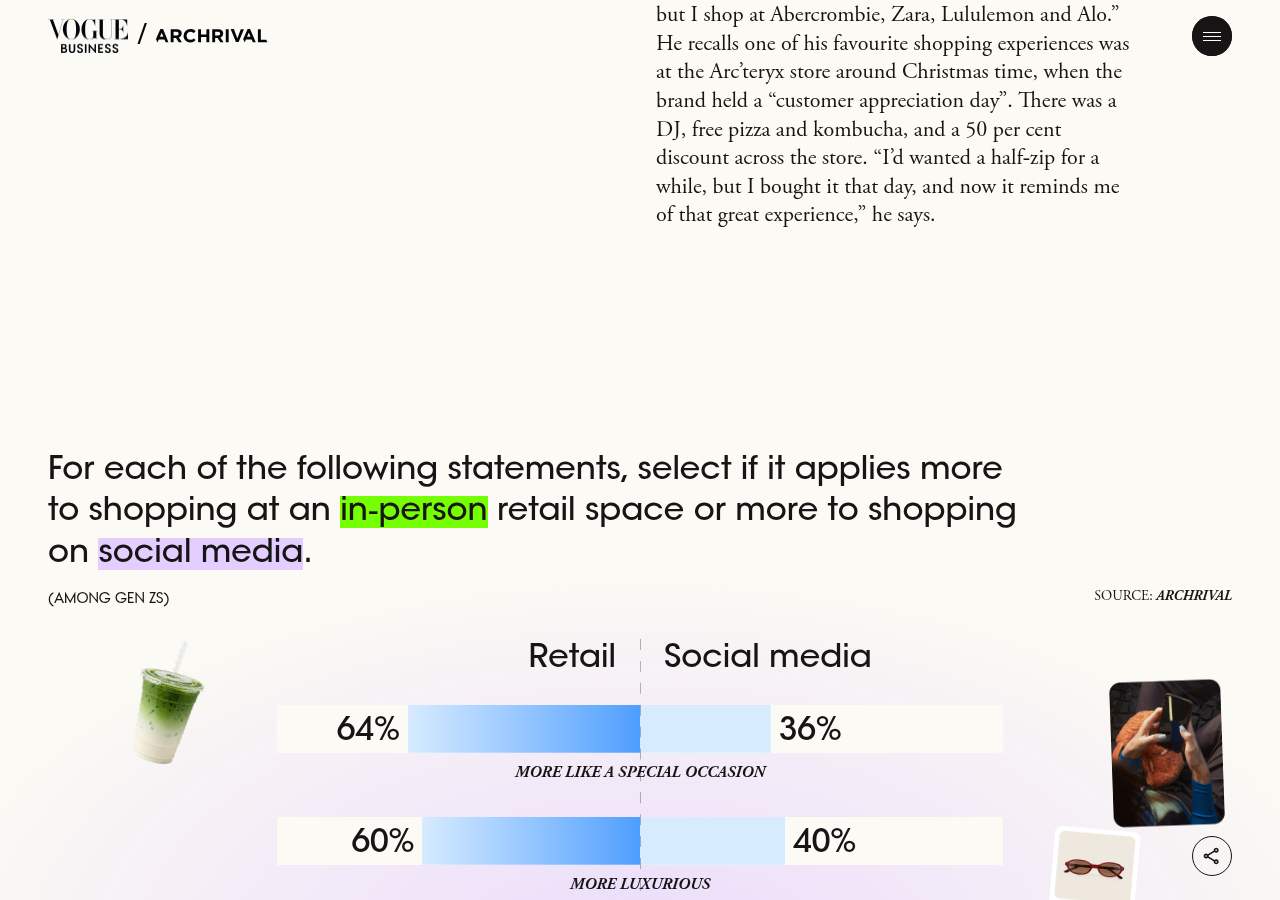 VOGUE
BUSINESS
/ ARCHRIVAL
but I shop at Abercrombie, Zara, Lululemon and Alo.”
He recalls one of his favourite shopping experiences was
at the Arc’teryx store around Christmas time, when the
brand held a “customer appreciation day”. There was a
DJ, free pizza and kombucha, and a 50 per cent
discount across the store. “I’d wanted a half-zip for a
while, but I bought it that day, and now it reminds me
of that great experience,” he says.
For each of the following statements, select if it applies more
to shopping at an in-person retail space or more to shopping
on social media.
(AMONG GEN ZS)
SOURCE: ARCHRIVAL
Retail
Social media
64%
36%
MORE LIKE A SPECIAL OCCASION
60%
40%
MORE LUXURIOUS